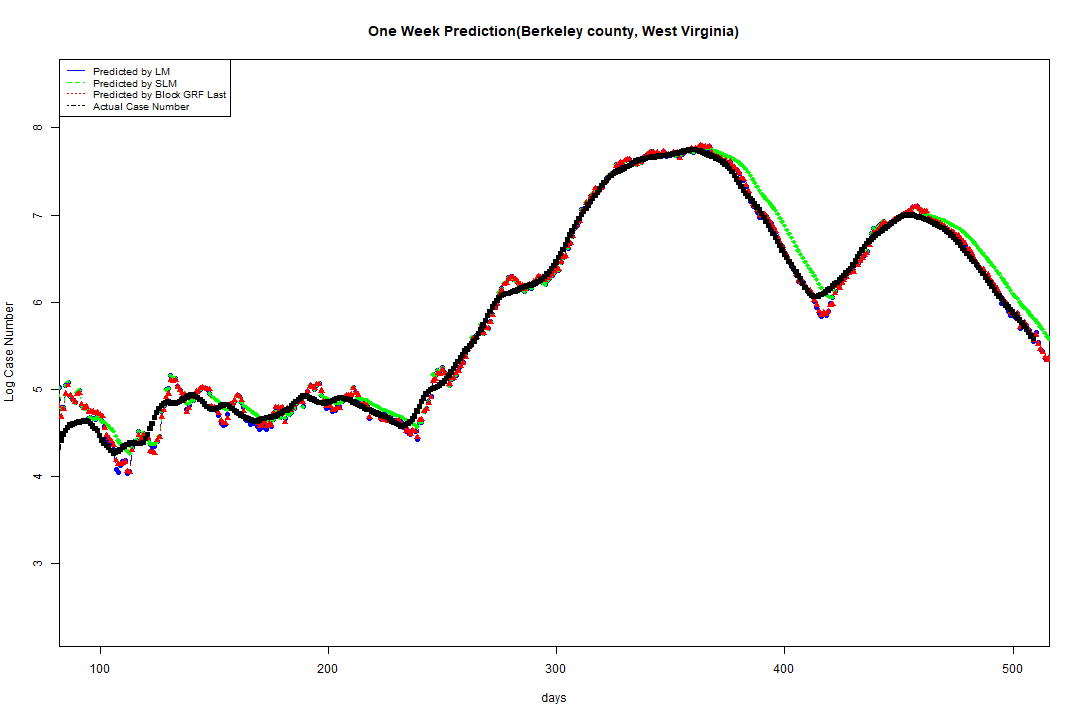 One Week Prediction(Berkeley county, West Virginia)
Predicted by LM
Predicted by SLM
Predicted by Block GRF Last
Actual Case Number
Log Case Number
8
7
6
5
4
3
100 200 300 400 500
days